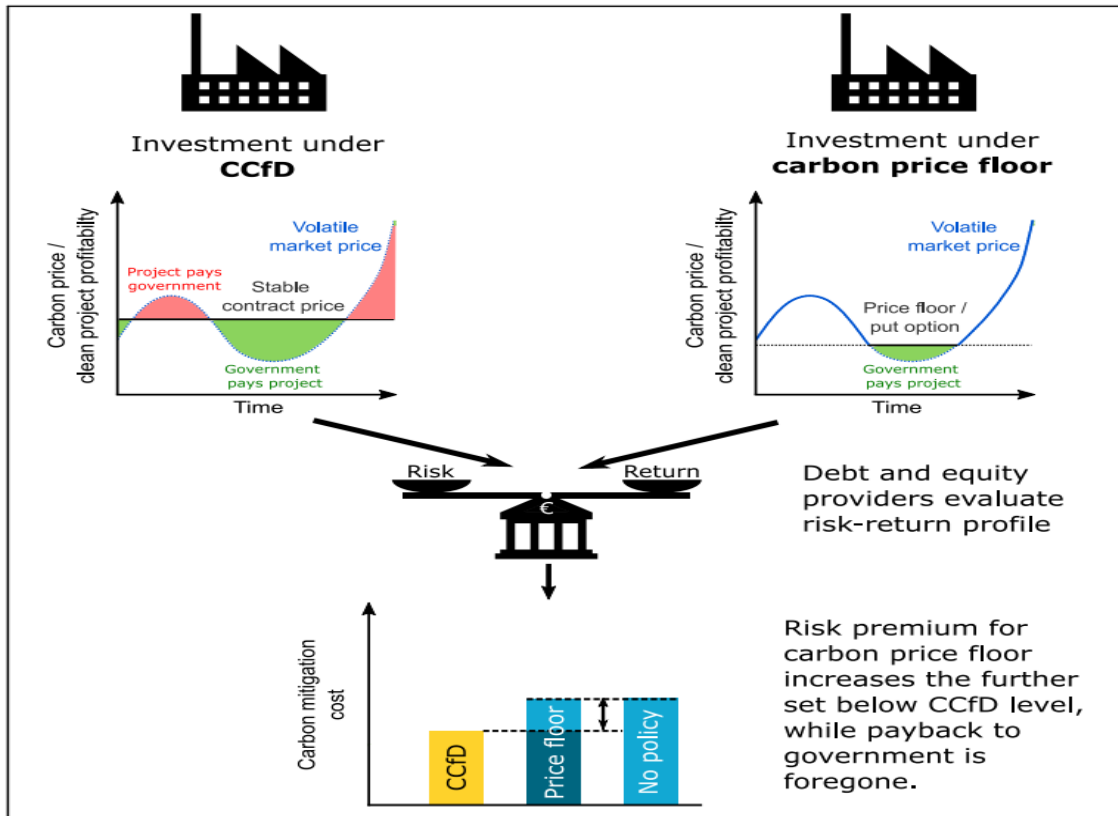 Investment under
CCfD
Carbon price /
clean project profitabilty
Volatile
market price
Project pays
government
Stable
contract price
Government
pays project
Time
Investment under
carbon price floor
Carbon price /
clean project profitabilty
Volatile
market price
Price floor /
put option
Government
pays project
Time
Risk
Return
€
Debt and equity
providers evaluate
risk-return profile
Carbon mitigation
cost
CCfD
Price floor
No policy
Risk premium for
carbon price floor
increases the further
set below CCfD level,
while payback to
government is
foregone.